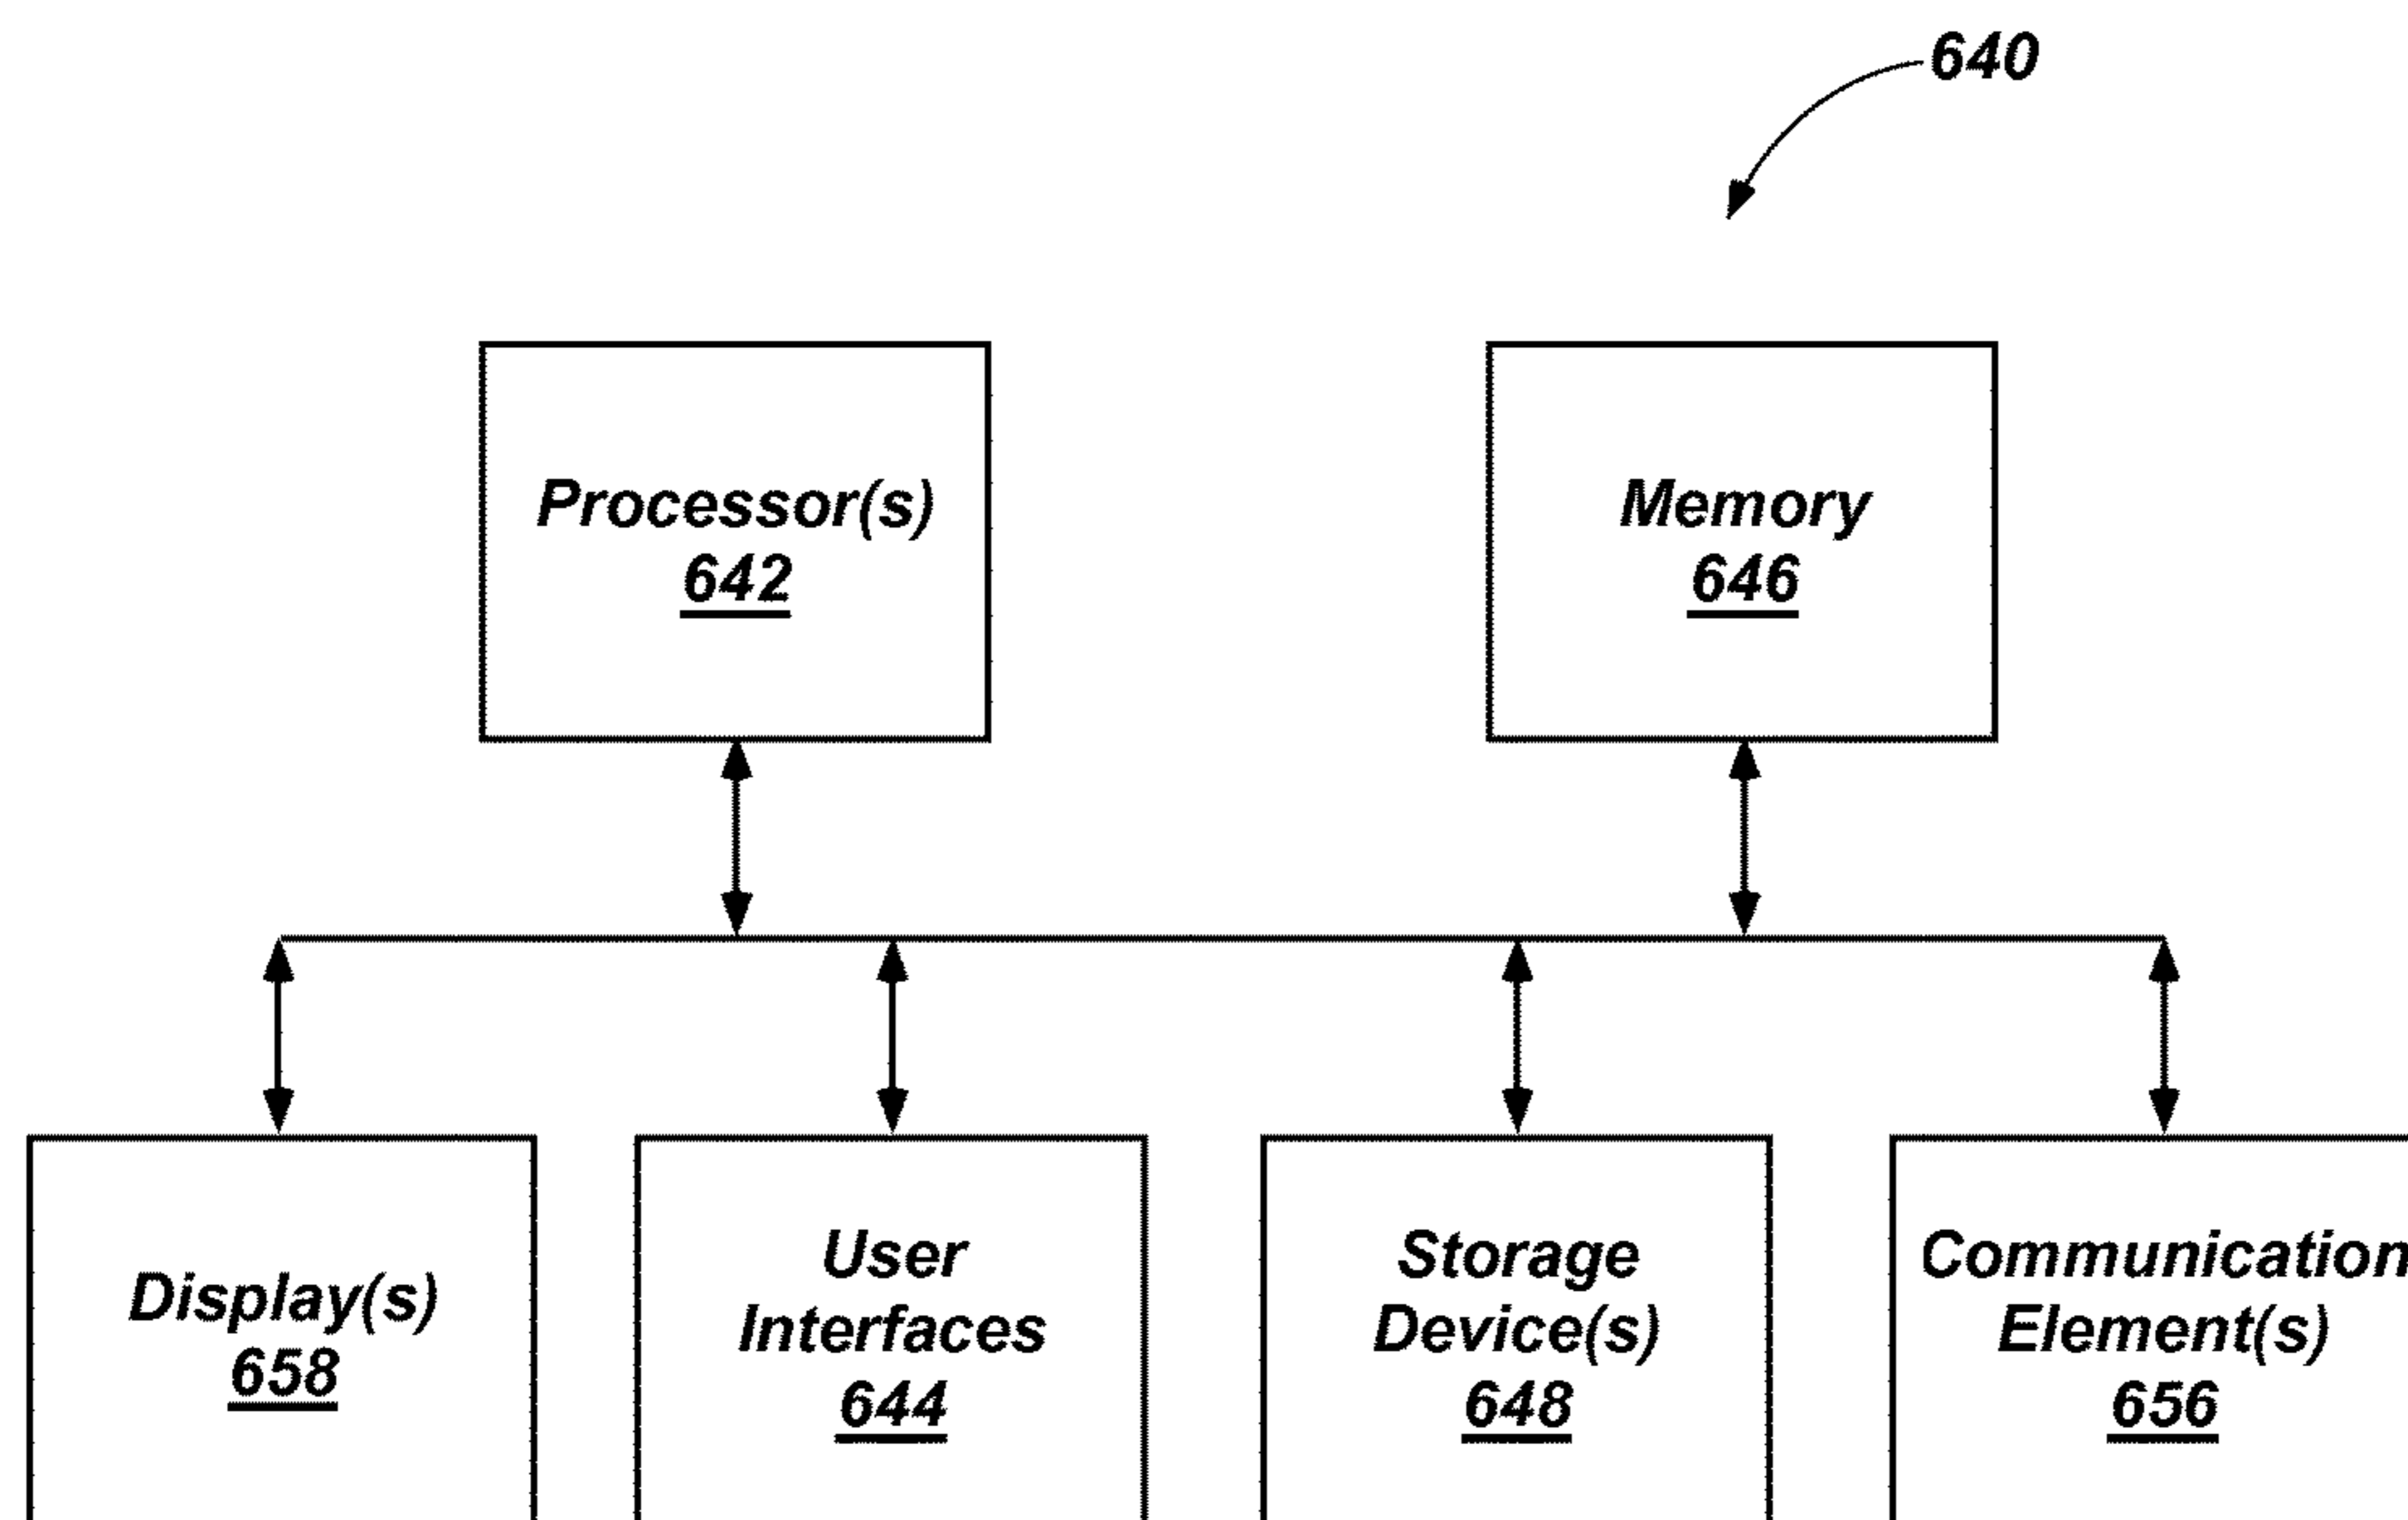 640
Processor(s)
642
Memory
646
Display(s)
658
User
Interfaces
644
Storage
Device(s)
648
Communication
Element(s)
656